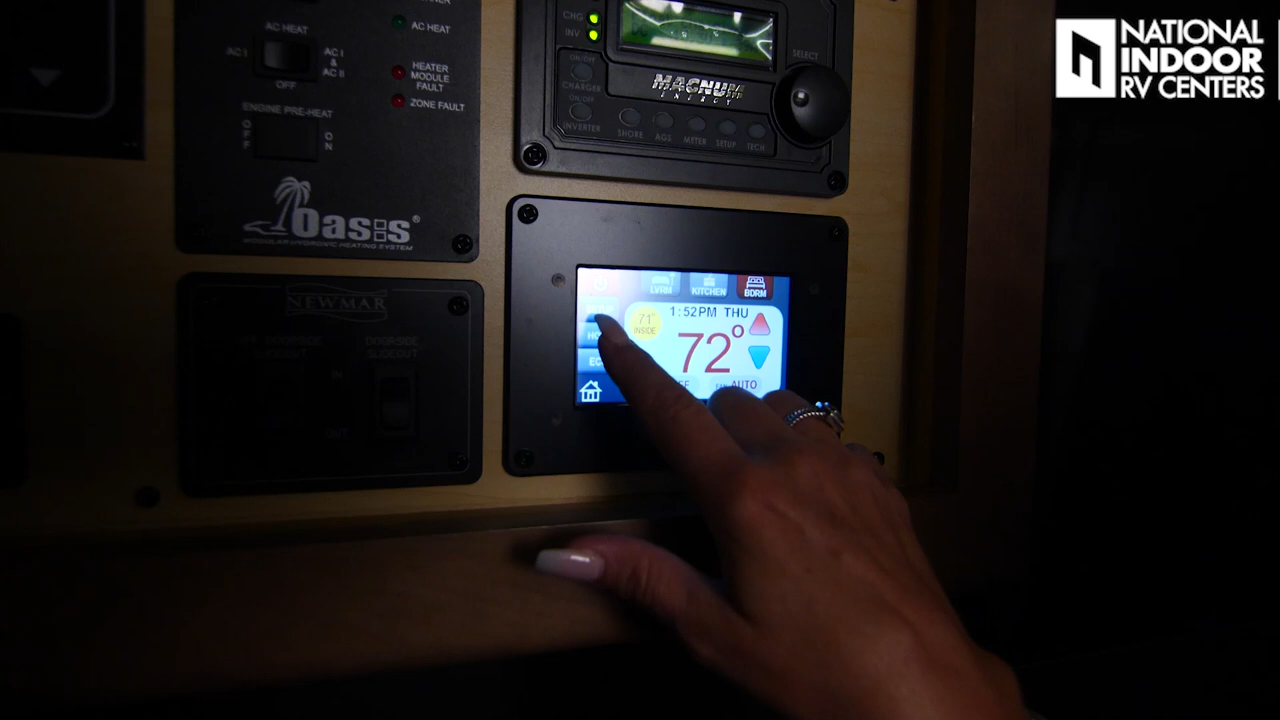 AC HEAT
AC I
AC I
&
AC II
OFF
ENGINE PRE-HEAT
OFF
ON
AC HEAT
HEATER
MODULE
FAULT
ZONE FAULT
Oasis®
MODULAR HYDRONIC HEATING SYSTEM
CHG
INV
ON/OFF
CHARGER
ON/OFF
INVERTER
MAGNUM
ENERGY
SELECT
SHORE
AGS
METER
SETUP
TECH
NEWMAR
DOORSIDE
SLIDEOUT
OUT
LVRM
KITCHEN
BDRM
1:52PM THU
71°
INSIDE
72°
AUTO
NATIONAL
INDOOR
RV CENTERS